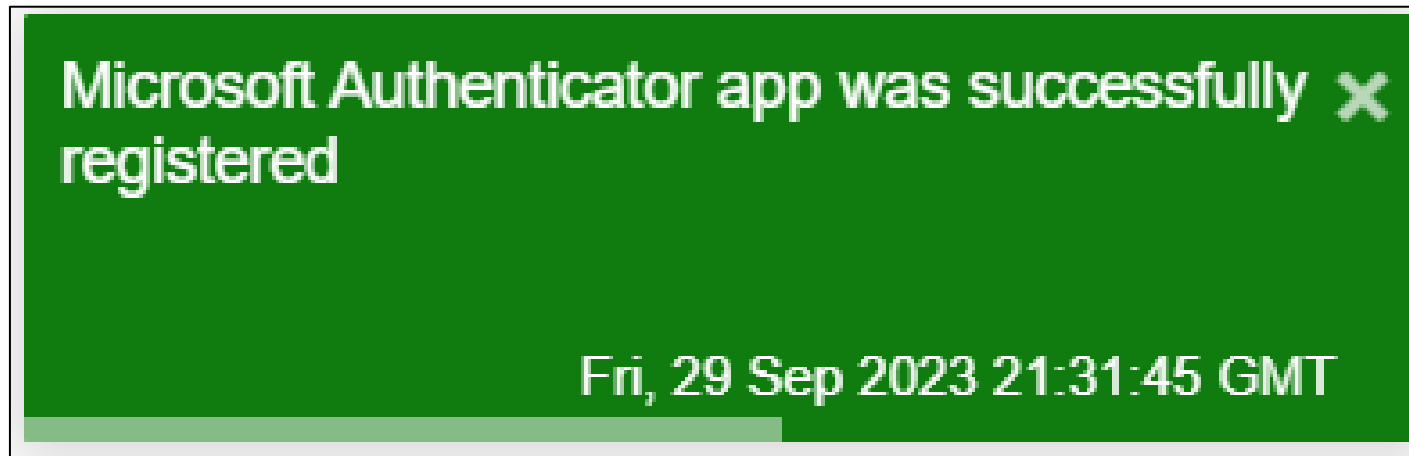 Microsoft Authenticator app was successfully
registered
Fri, 29 Sep 2023 21:31:45 GMT